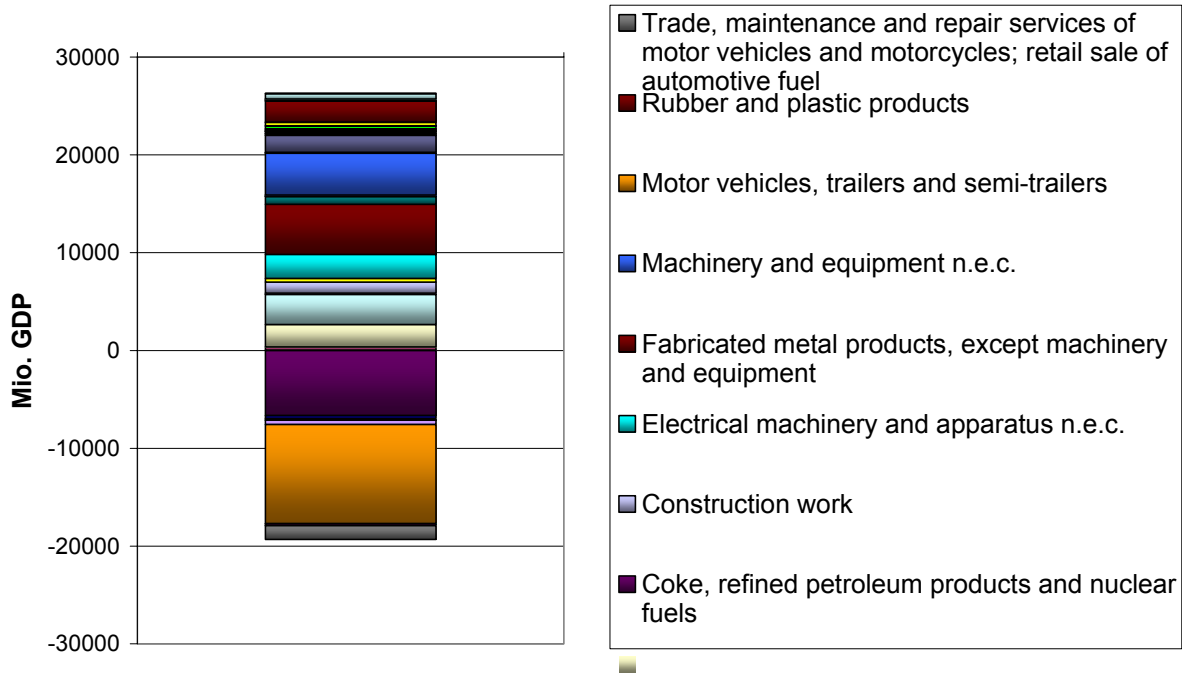 30000
20000
10000
0
-10000
-20000
-30000
Mio. GDP
Trade, maintenance and repair services of
motor vehicles and motorcycles; retail sale of
automotive fuel
Rubber and plastic products
Motor vehicles, trailers and semi-trailers
Machinery and equipment n.e.c.
Fabricated metal products, except machinery
and equipment
Electrical machinery and apparatus n.e.c.
Construction work
Coke, refined petroleum products and nuclear
fuels